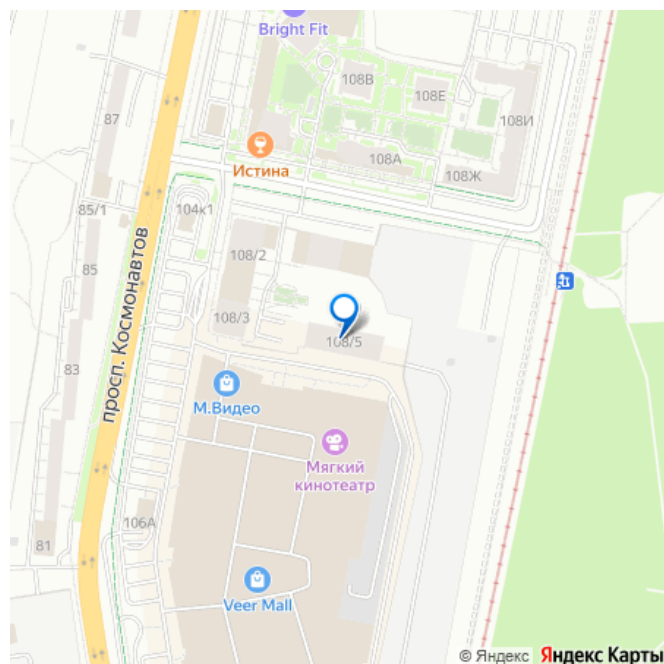 Bright Fit
108В
108Е
87
108И
Истина
108А
108Ж
85/1
104к1
просп. Космонавтов
108/2
85
108/3
108/5
83
М.Видео
Мягкий
кинотеатр
106А
81
Veer Mall
© Яндекс Яндекс Карты